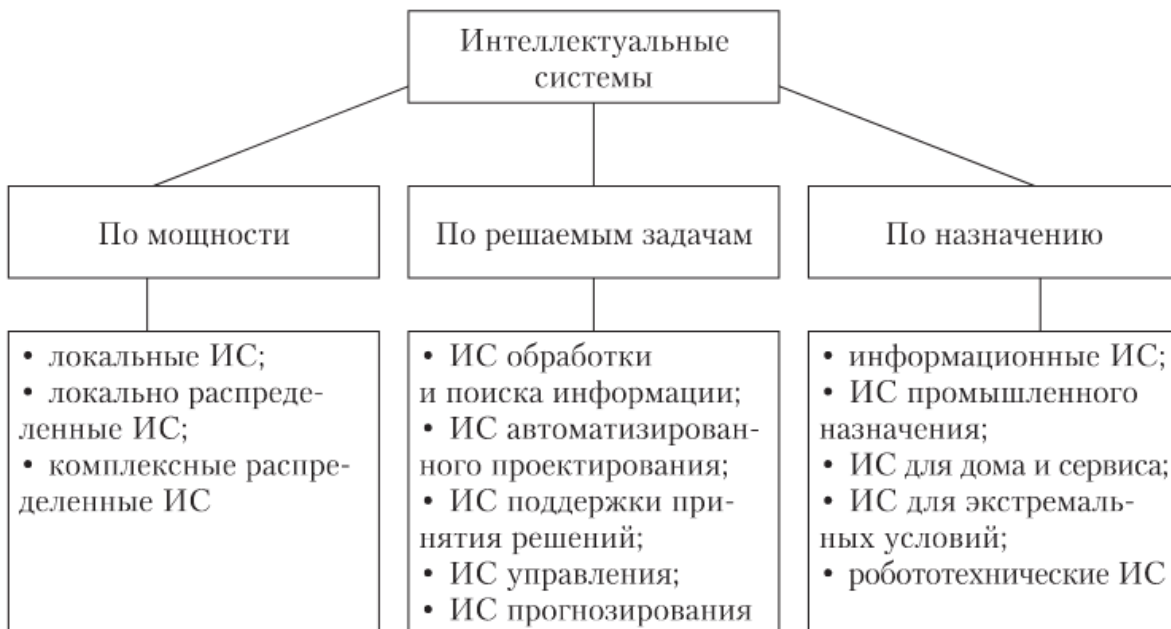 Интеллектуальные
системы
По мощности
По решаемым задачам
По назначению
• локальные ИС;
• локально распреде-
ленные ИС;
• комплексные распре-
деленные ИС
• ИС обработки
и поиска информации;
• ИС автоматизирован-
ного проектирования;
• ИС поддержки при-
нятия решений;
• ИС управления;
• ИС прогнозирования
• информационные ИС;
• ИС промышленного
назначения;
• ИС для дома и сервиса;
• ИС для экстремаль-
ных условий;
• робототехнические ИС